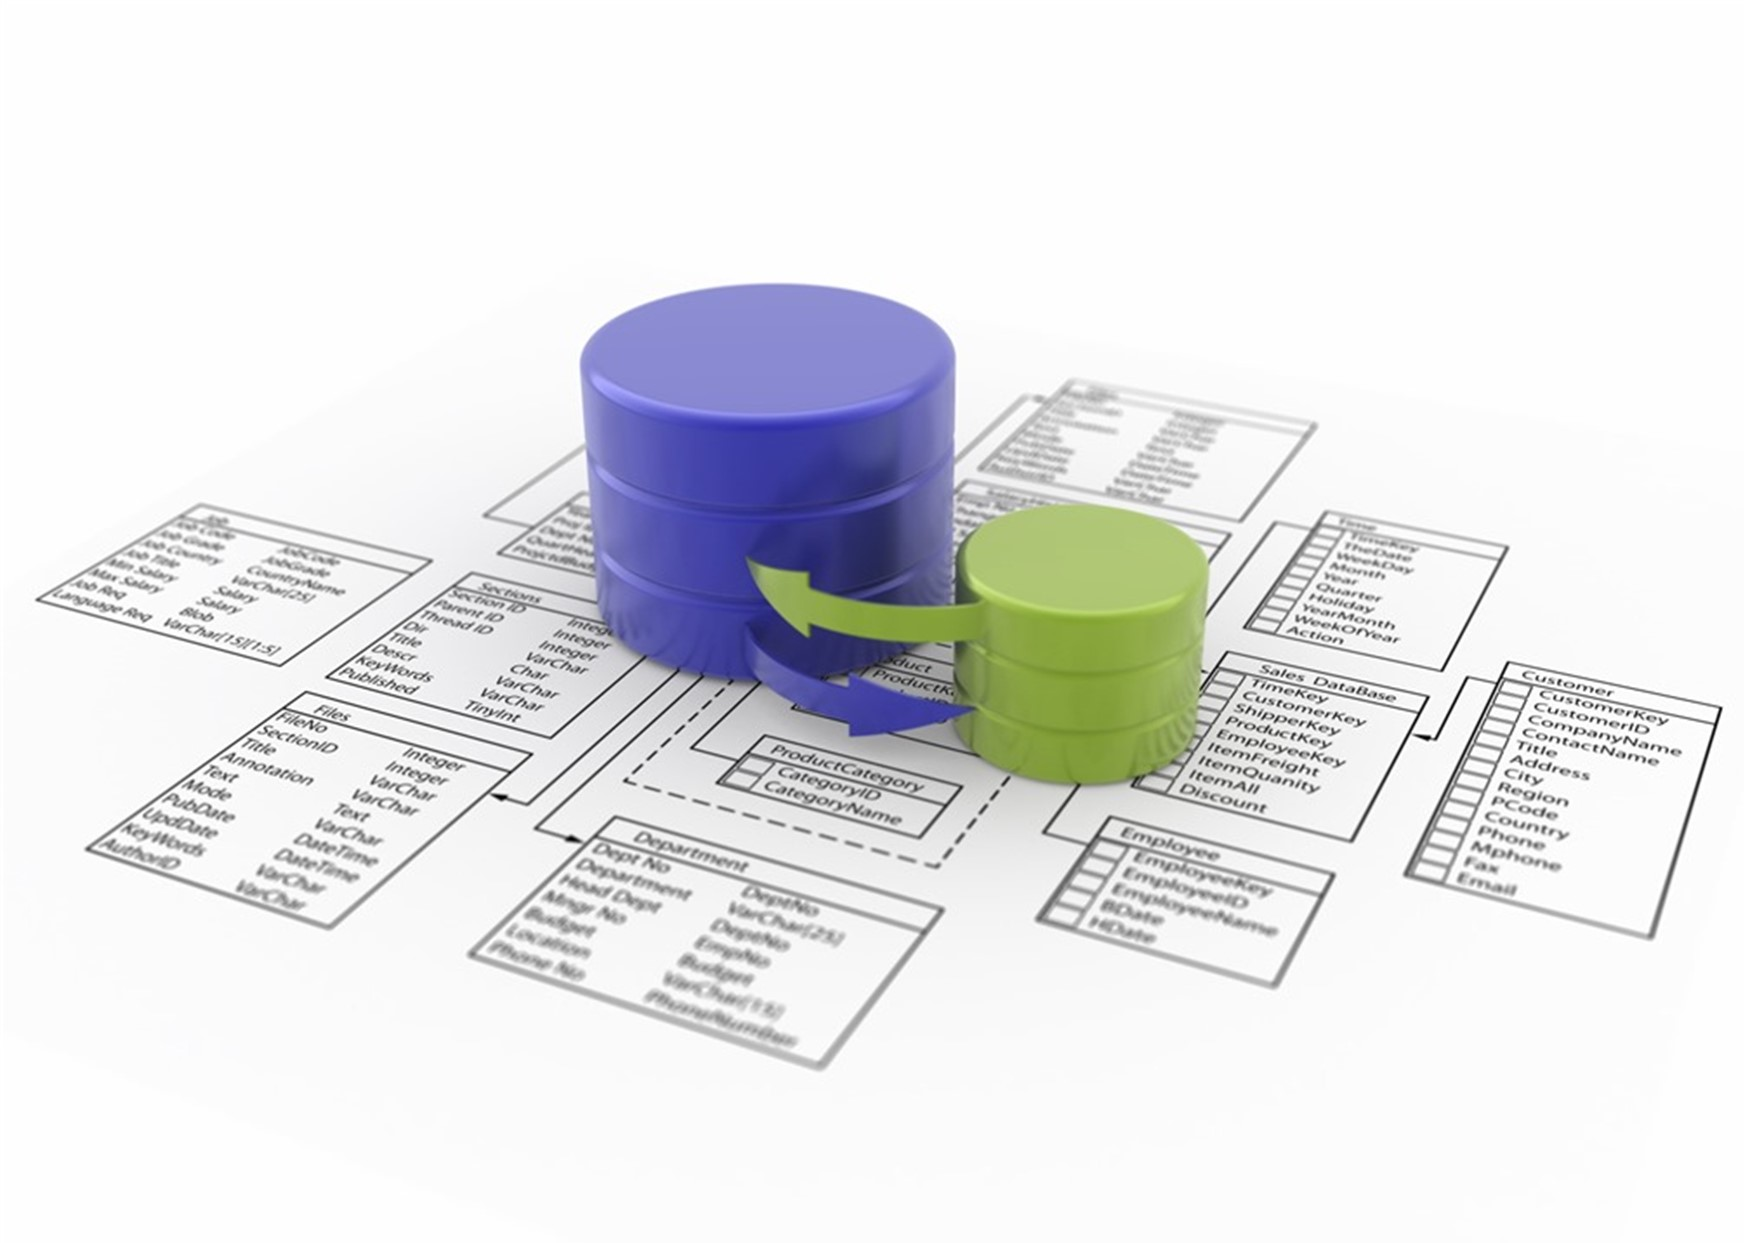 Job
Job Code JobCode
Job Grade JobGrade
Job Country CountryName
Job Title VarChar[25]
Min Salary Salary
Max Salary Salary
Job Req Blob
Language Req VarChar[15][1:5]
Sections
Section ID Integer
Parent ID Integer
Thread ID Integer
Dir VarChar
Title Char
Descr VarChar
KeyWords VarChar
Published TinyInt
Files
FileNo Integer
SectionID Integer
Title VarChar
Annotation VarChar
Text Text
Mode VarChar
PubDate DateTime
UpdDate DateTime
KeyWords VarChar
AuthorID VarChar
Department
Dept No DeptNo
Department VarChar[25]
Head Dept DeptNo
Mngr No EmpNo
Budget Budget
Location VarChar[15]
Phone No PhoneNumber
ProductCategory
CategoryID
CategoryName
Time
TimeKey
TheDate
WeekDay
Month
Year
Quarter
Holiday
YearMonth
WeekOfYear
Action
Sales DataBase
TimeKey
CustomerKey
ShipperKey
ProductKey
EmployeeKey
ItemFreight
ItemQuanity
ItemAll
Discount
Employee
EmployeeKey
EmployeeID
EmployeeName
BDate
HDate
Customer
CustomerKey
CustomerID
CompanyName
ContactName
Title
Address
City
Region
PCode
Country
Phone
Mphone
Fax
Email